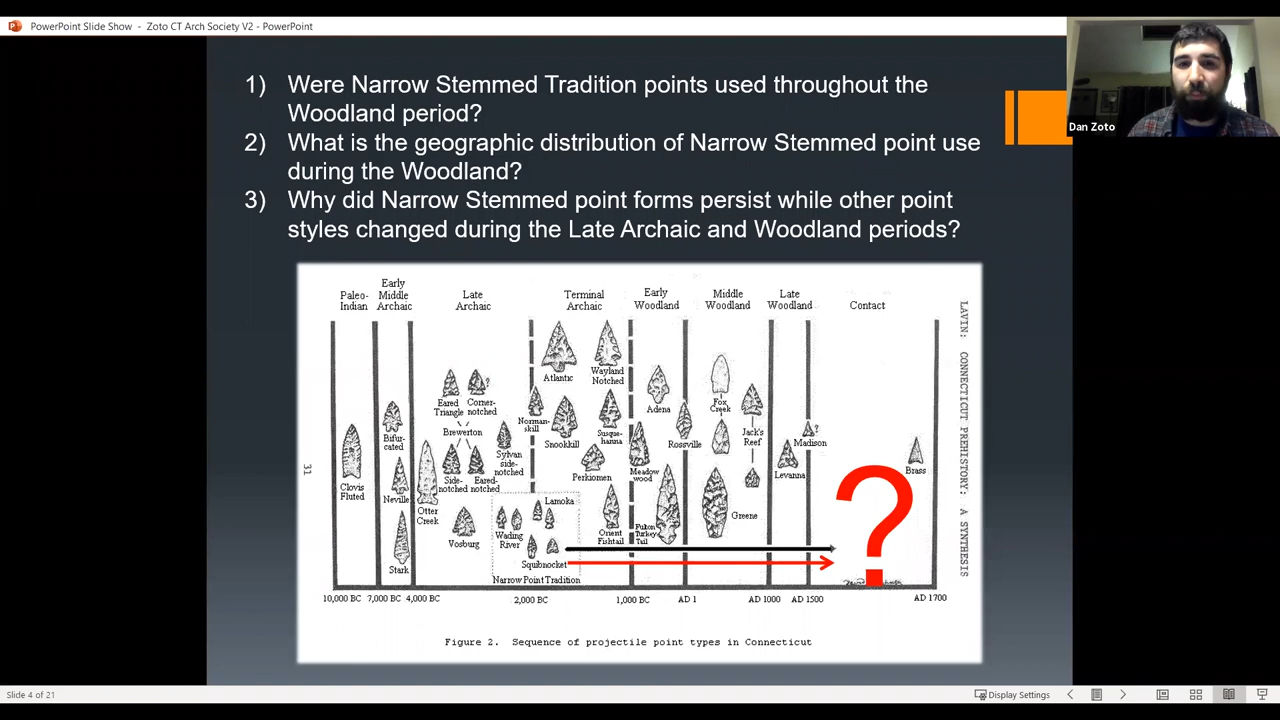 PowerPoint Slide Show - Zoto CT Arch Society V2 - PowerPoint
Dan Zoto
1) Were Narrow Stemmed Tradition points used throughout the
Woodland period?
2) What is the geographic distribution of Narrow Stemmed point use
during the Woodland?
3) Why did Narrow Stemmed point forms persist while other point
styles changed during the Late Archaic and Woodland periods?
Paleo-
Indian
Early
Middle
Archaic
Late
Archaic
Terminal
Archaic
Early
Woodland
Middle
Woodland
Late
Woodland
Contact
LAVIN: CONNECTICUT PREHISTORY: A SYNTHESIS
31
Clovis
Fluted
Bifur-
cated
Neville
Stark
Eared
Triangle
Corner-
notched
?
Brewerton
Side-
notched
Eared-
notched
Otter
Creek
Vosburg
Sylvan
side-
notched
Norman-
skill
Atlantic
Wayland
Notched
Snookkill
Susque-
hanna
Perkiomen
Orient
Fishtail
Lamoka
Wading
River
Squibnocket
Narrow Point Tradition
Meadow
wood
Fulton
Turkey
Tail
Adena
Rossville
Fox
Creek
Jack's
Reef
Greene
Levanna
Madison
?
Brass
?
10,000 BC 7,000 BC 4,000 BC 2,000 BC 1,000 BC AD 1 AD 1000 AD 1500 AD 1700
Figure 2. Sequence of projectile point types in Connecticut
Slide 4 of 21
Display Settings